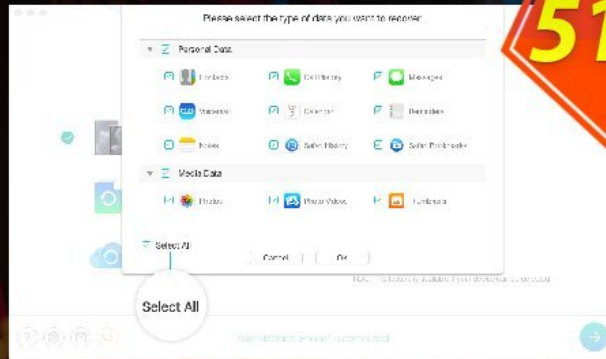 Please select the type of data you want to recover
51
Personal Data
Contacts
Call History
Messages
Voicemail
Calendar
Reminders
Notes
Safari History
Safari Bookmarks
Media Data
Photos
Photo Videos
Thumbnails
Select All
Cancel
OK
Select All